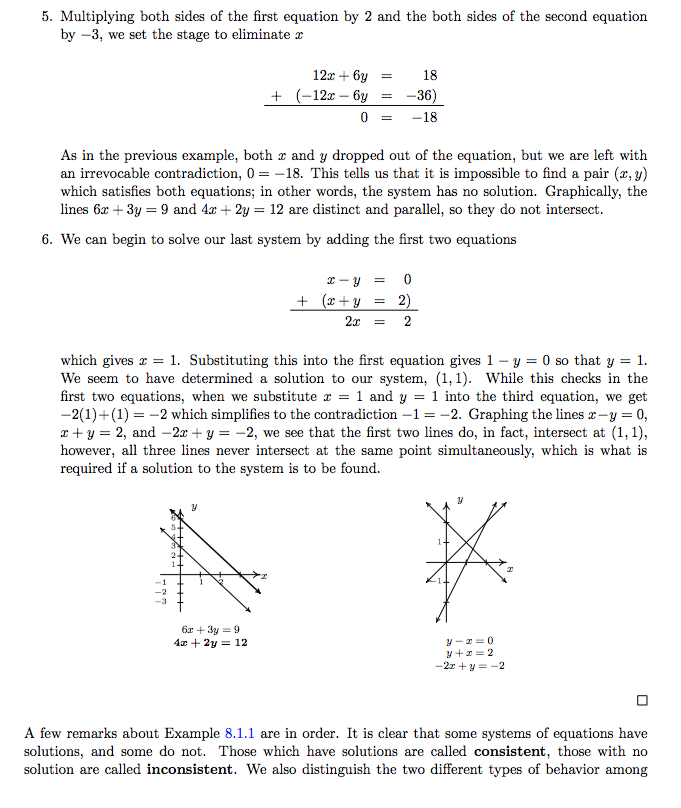 5. Multiplying both sides of the first equation by 2 and the both sides of the second equation
by −3, we set the stage to eliminate x
12x + 6y = 18
+ (−12x − 6y = −36)
0 = −18
As in the previous example, both x and y dropped out of the equation, but we are left with
an irrevocable contradiction, 0 = −18. This tells us that it is impossible to find a pair (x, y)
which satisfies both equations; in other words, the system has no solution. Graphically, the
lines 6x + 3y = 9 and 4x + 2y = 12 are distinct and parallel, so they do not intersect.
6. We can begin to solve our last system by adding the first two equations
x − y = 0
+ (x + y = 2)
2x = 2
which gives x = 1. Substituting this into the first equation gives 1 − y = 0 so that y = 1.
We seem to have determined a solution to our system, (1, 1). While this checks in the
first two equations, when we substitute x = 1 and y = 1 into the third equation, we get
−2(1)+(1) = −2 which simplifies to the contradiction −1 = −2. Graphing the lines x−y = 0,
x + y = 2, and −2x + y = −2, we see that the first two lines do, in fact, intersect at (1, 1),
however, all three lines never intersect at the same point simultaneously, which is what is
required if a solution to the system is to be found.
y
6
5
4
3
2
1
−1
−2
−3
1
2
x
6x + 3y = 9
4x + 2y = 12
y
1
−1
x
y − x = 0
y + x = 2
−2x + y = −2
A few remarks about Example 8.1.1 are in order. It is clear that some systems of equations have
solutions, and some do not. Those which have solutions are called consistent, those with no
solution are called inconsistent. We also distinguish the two different types of behavior among